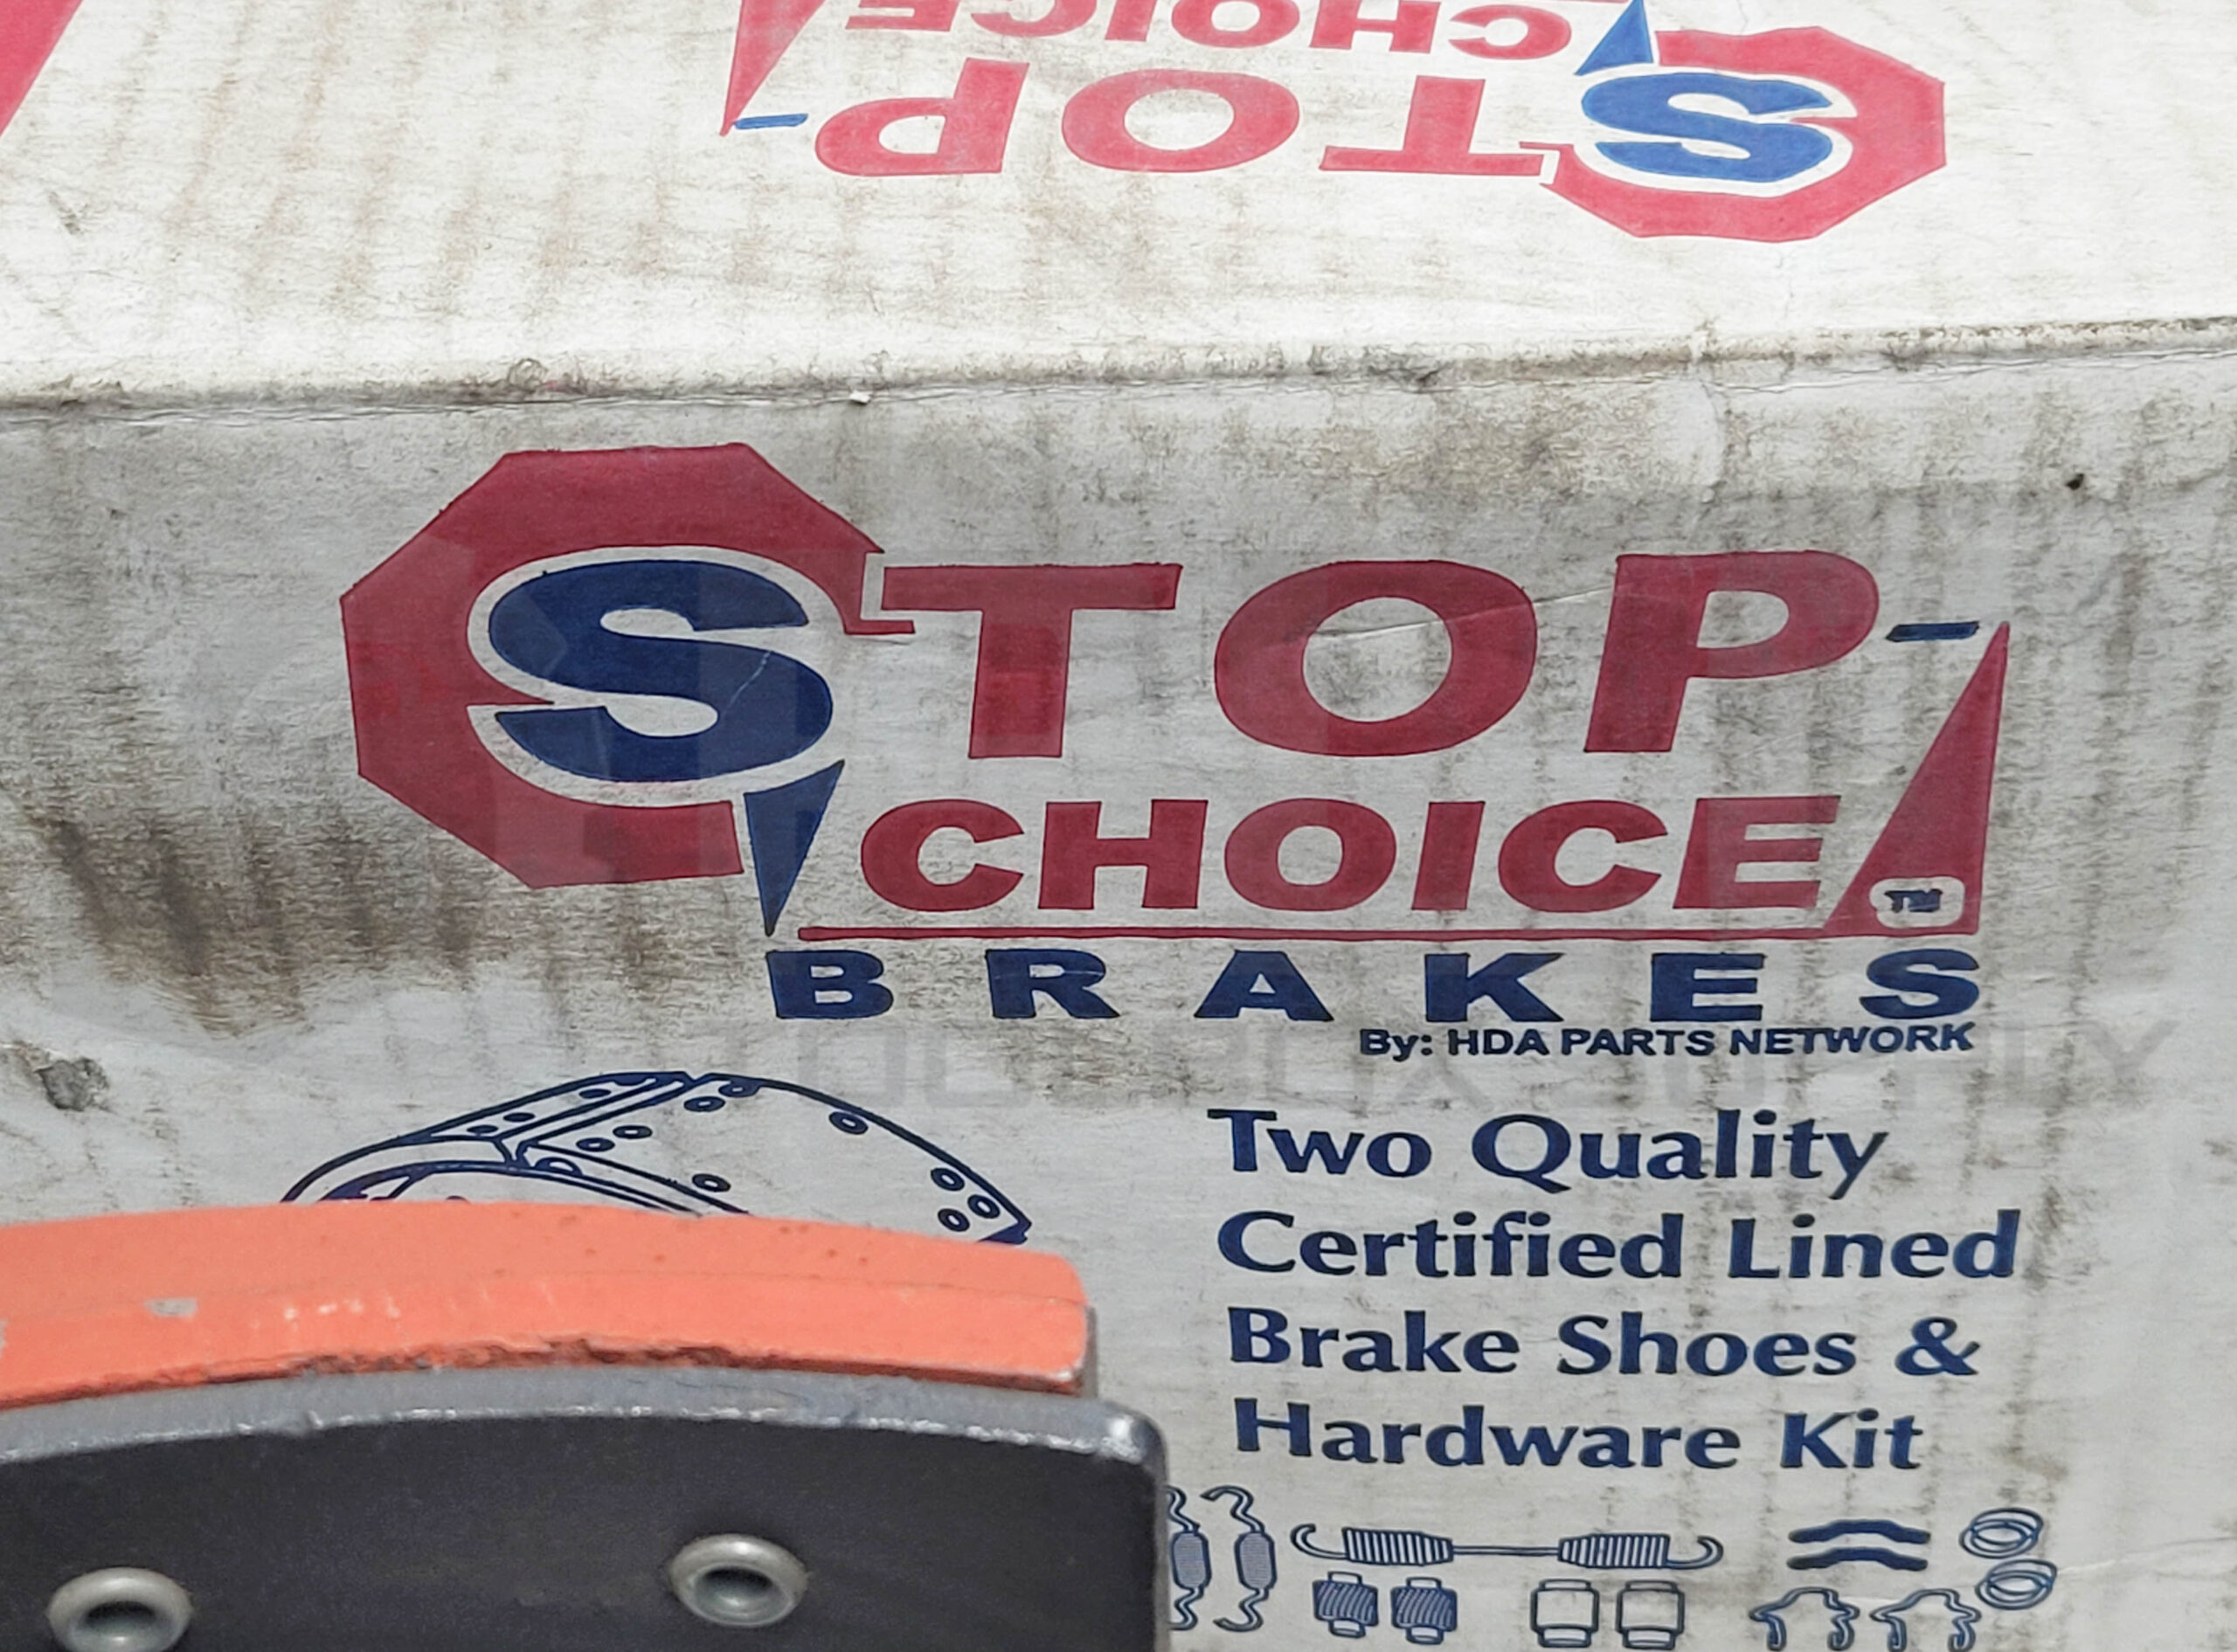 CHOICE
STOP
STOP-
CHOICE
TM
BRAKES
By: HDA PARTS NETWORK
Two Quality
Certified Lined
Brake Shoes &
Hardware Kit